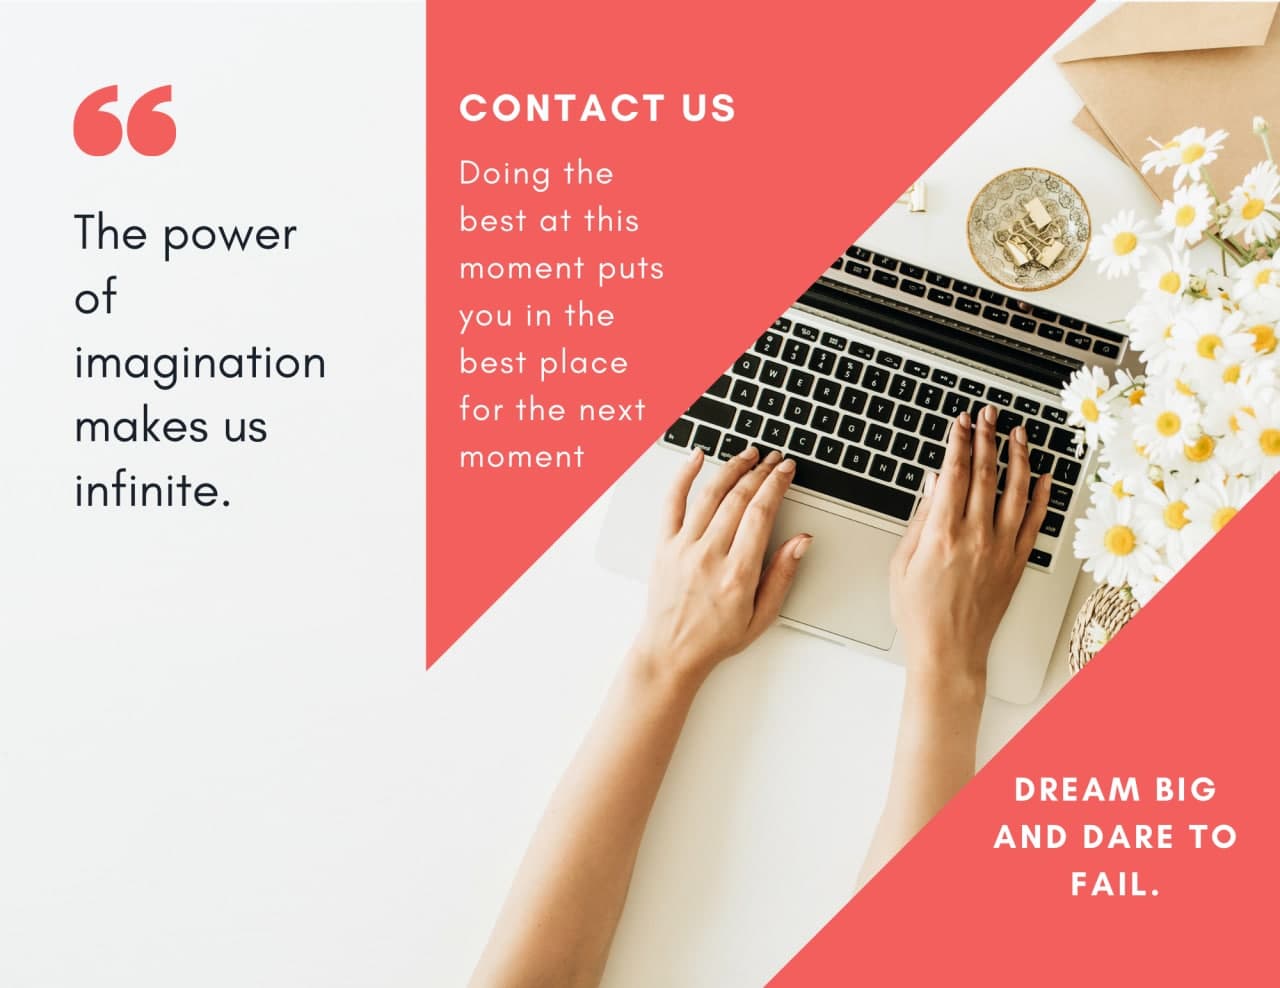 The power
of
imagination
makes us
infinite.
CONTACT US
Doing the
best at this
moment puts
you in the
best place
for the next
moment
DREAM BIG
AND DARE TO
FAIL.